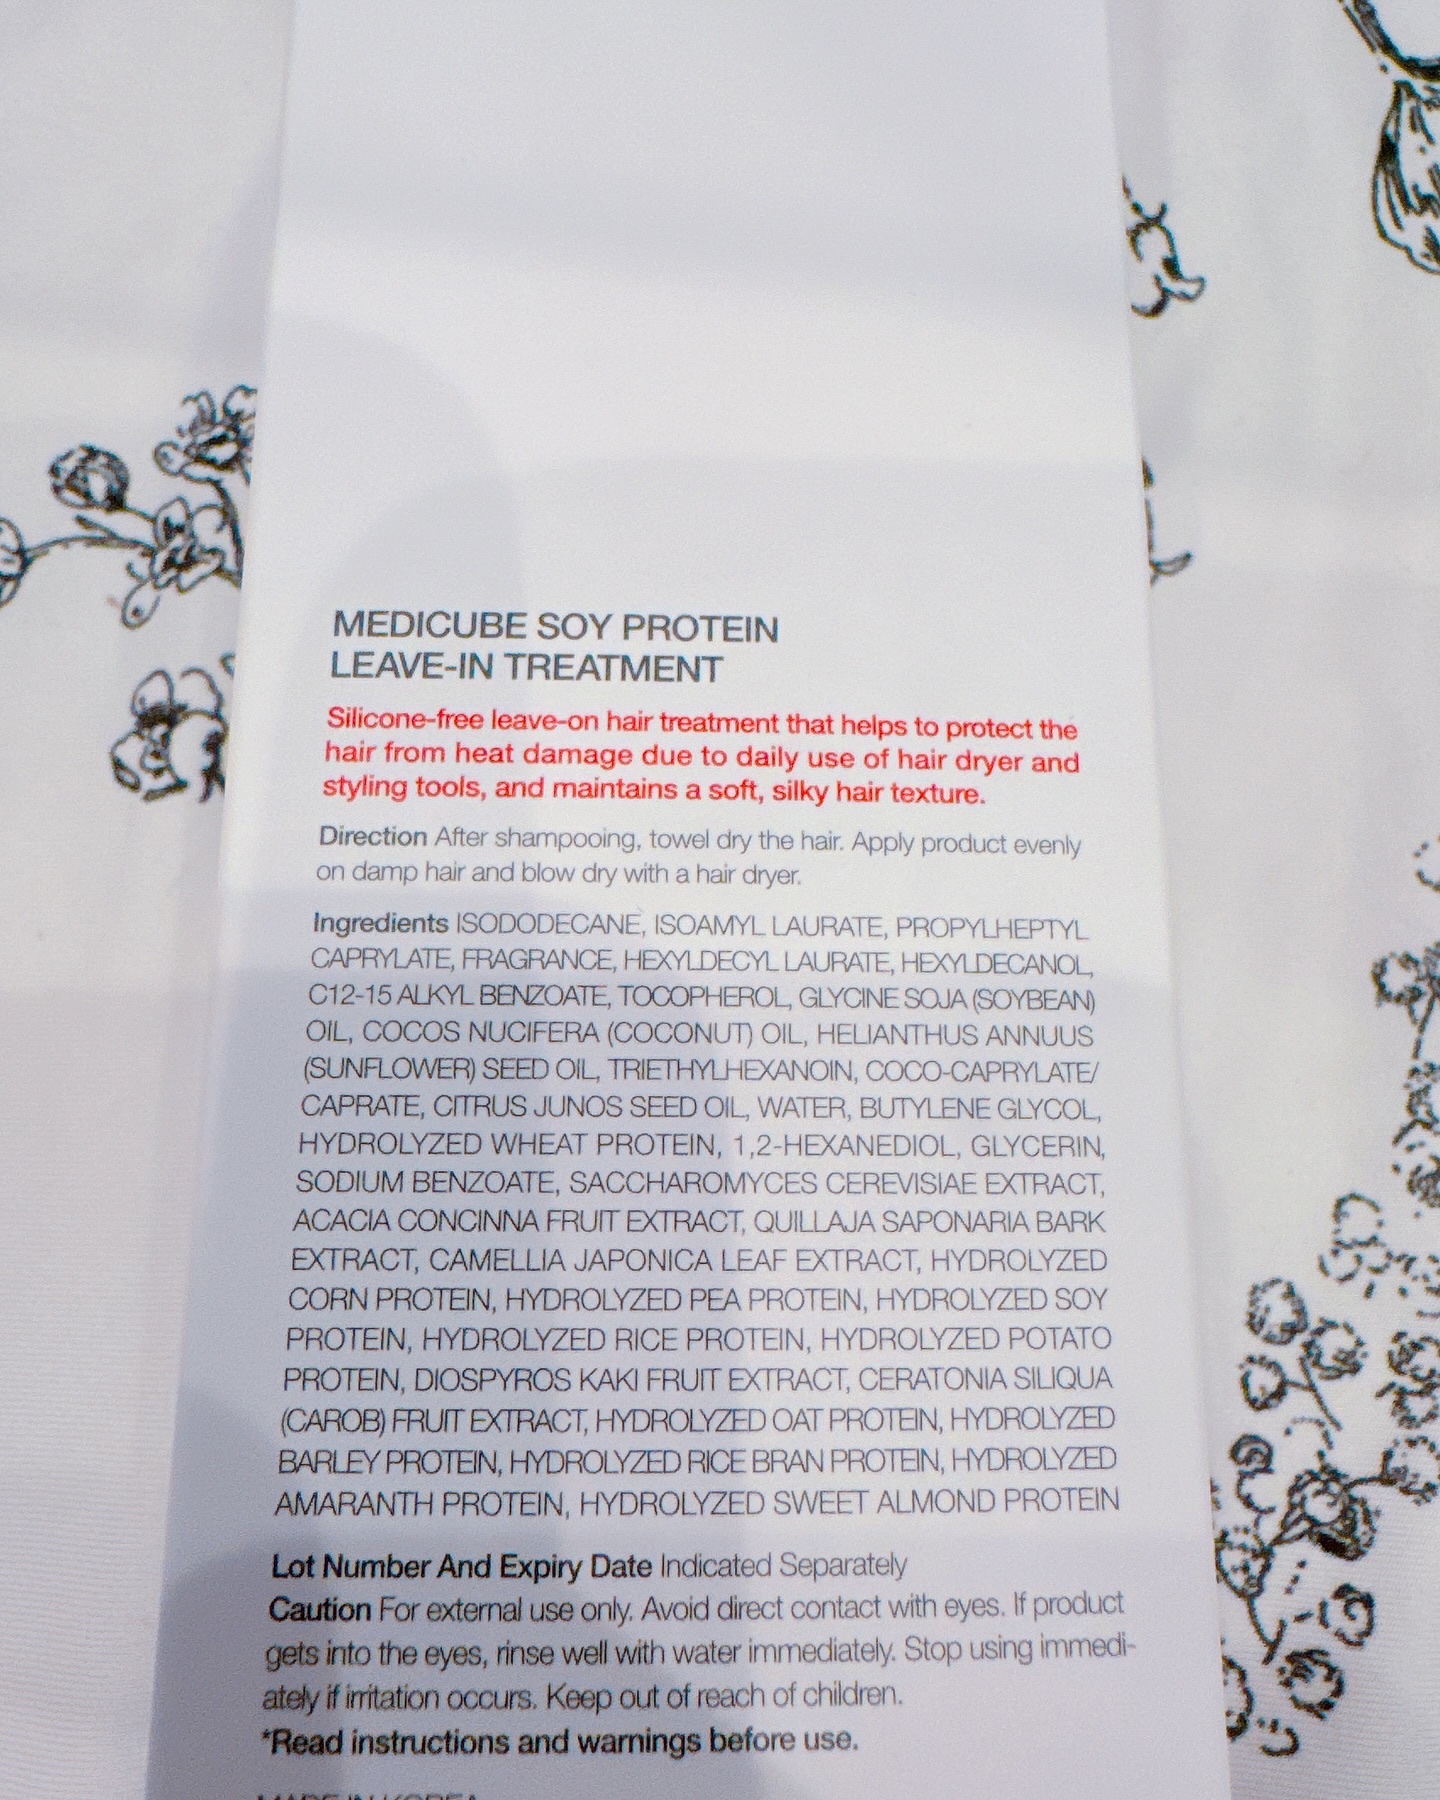 MEDICUBE SOY PROTEIN
LEAVE-IN TREATMENT
Silicone-free leave-on hair treatment that helps to protect the
hair from heat damage due to daily use of hair dryer and
styling tools, and maintains a soft, silky hair texture.
Direction After shampooing, towel dry the hair. Apply product evenly
on damp hair and blow dry with a hair dryer.
Ingredients ISODODECANE, ISOAMYL LAURATE, PROPYLHEPTYL
CAPRYLATE, FRAGRANCE, HEXYLDECYL LAURATE, HEXYLDECANOL,
C12-15 ALKYL BENZOATE, TOCOPHEROL, GLYCINE SOJA (SOYBEAN)
OIL, COCOS NUCIFERA (COCONUT) OIL, HELIANTHUS ANNUUS
(SUNFLOWER) SEED OIL, TRIETHYLHEXANOIN, COCO-CAPRYLATE/
CAPRATE, CITRUS JUNOS SEED OIL, WATER, BUTYLENE GLYCOL,
HYDROLYZED WHEAT PROTEIN, 1,2-HEXANEDIOL, GLYCERIN,
SODIUM BENZOATE, SACCHAROMYCES CEREVISIAE EXTRACT,
ACACIA CONCINNA FRUIT EXTRACT, QUILLAJA SAPONARIA BARK
EXTRACT, CAMELLIA JAPONICA LEAF EXTRACT, HYDROLYZED
CORN PROTEIN, HYDROLYZED PEA PROTEIN, HYDROLYZED SOY
PROTEIN, HYDROLYZED RICE PROTEIN, HYDROLYZED POTATO
PROTEIN, DIOSPYROS KAKI FRUIT EXTRACT, CERATONIA SILIQUA
(CAROB) FRUIT EXTRACT, HYDROLYZED OAT PROTEIN, HYDROLYZED
BARLEY PROTEIN, HYDROLYZED RICE BRAN PROTEIN, HYDROLYZED
AMARANTH PROTEIN, HYDROLYZED SWEET ALMOND PROTEIN
Lot Number And Expiry Date Indicated Separately
Caution For external use only. Avoid direct contact with eyes. If product
gets into the eyes, rinse well with water immediately. Stop using immedi-
ately if irritation occurs. Keep out of reach of children.
*Read instructions and warnings before use.
MADE IN KOREA